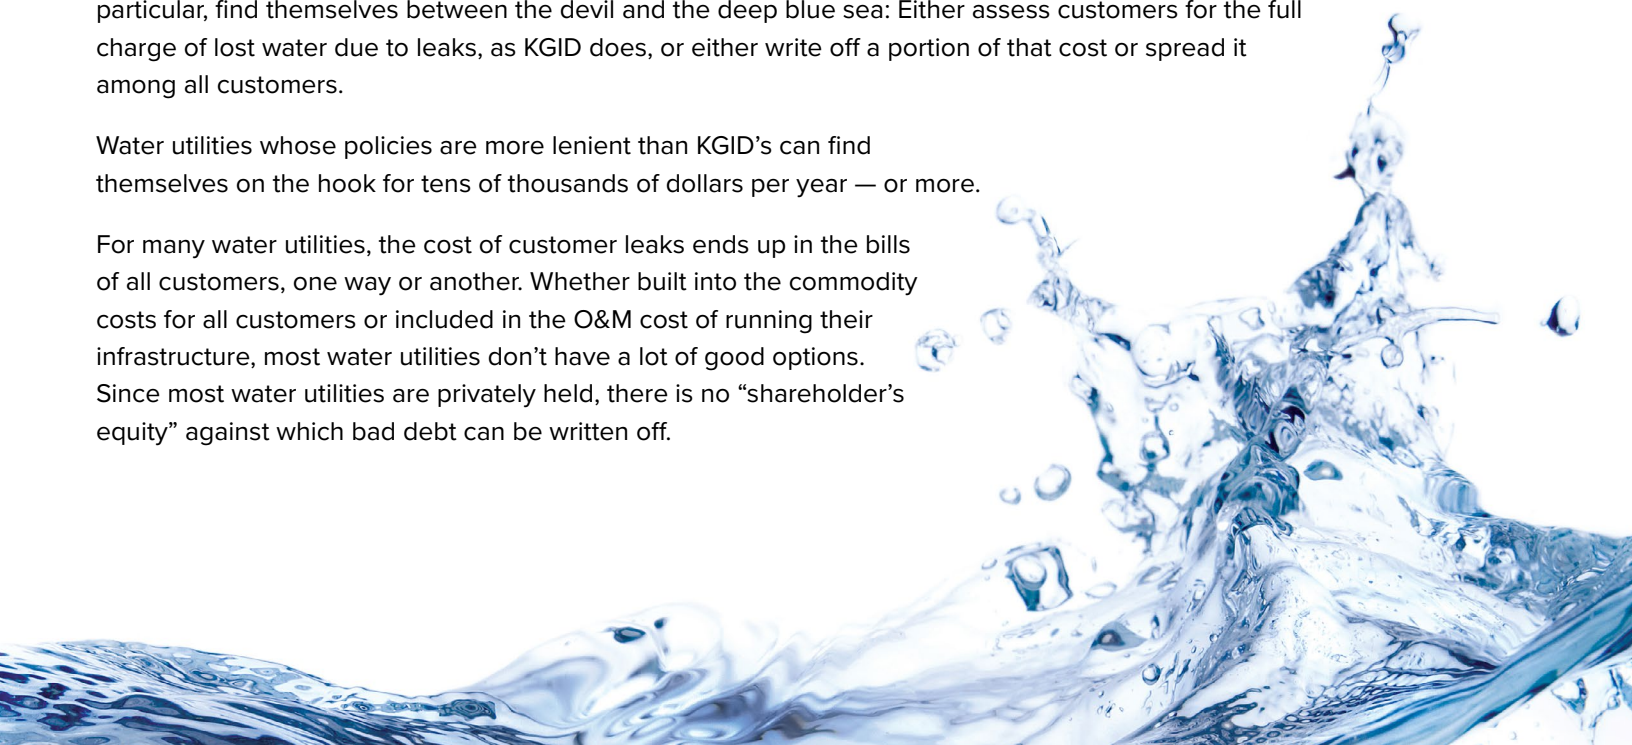 particular, find themselves between the devil and the deep blue sea: Either assess customers for the full
charge of lost water due to leaks, as KGID does, or either write off a portion of that cost or spread it
among all customers.
Water utilities whose policies are more lenient than KGID’s can find
themselves on the hook for tens of thousands of dollars per year — or more.
For many water utilities, the cost of customer leaks ends up in the bills
of all customers, one way or another. Whether built into the commodity
costs for all customers or included in the O&M cost of running their
infrastructure, most water utilities don’t have a lot of good options.
Since most water utilities are privately held, there is no “shareholder’s
equity” against which bad debt can be written off.